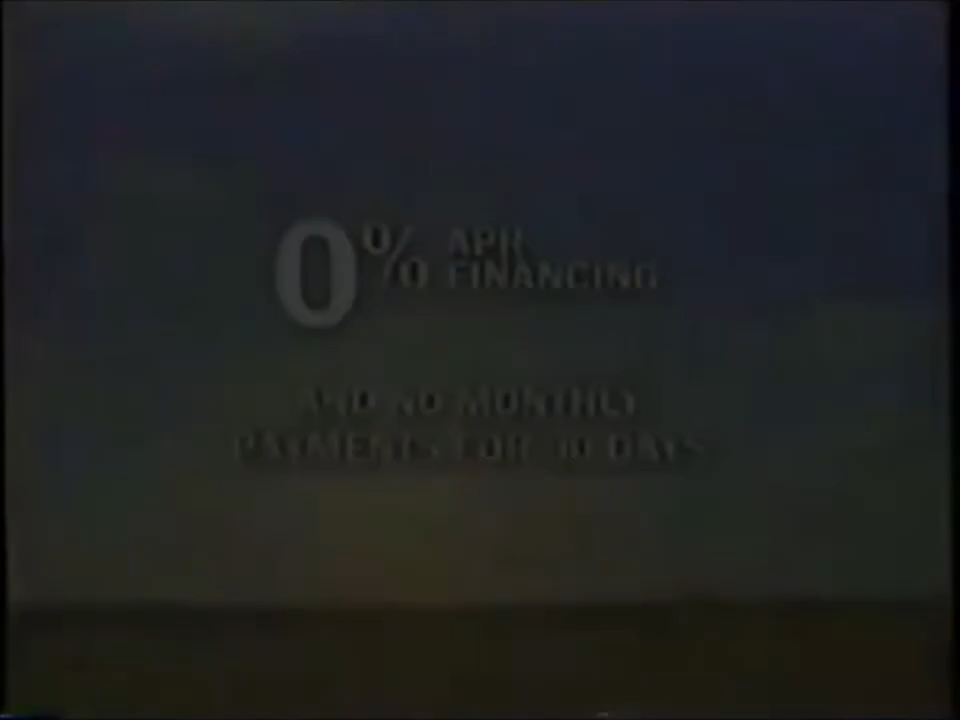 0% APR
FINANCING
AND NO MONTHLY
PAYMENTS FOR DAYS